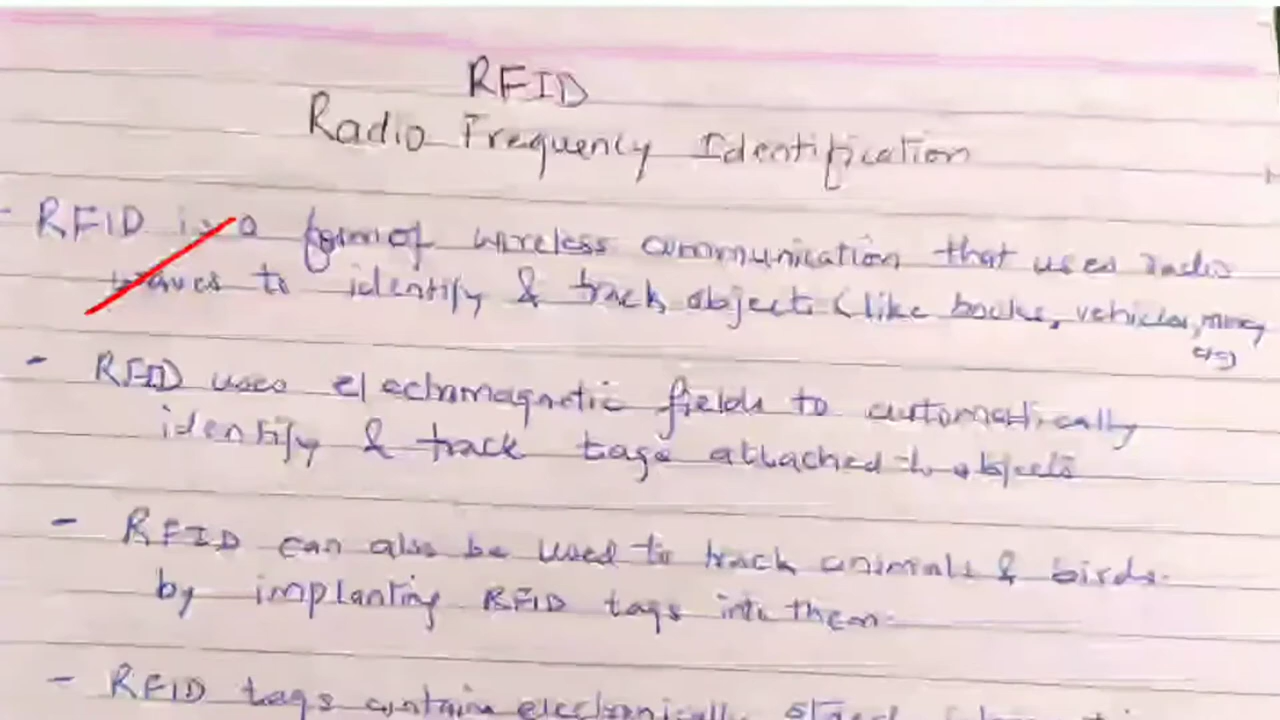 RFID
Radio Frequency Identification
- RFID is a form of wireless communication that uses radio
waves to identify & track objects (like books, vehicles, money
etc)
- RFID uses electromagnetic fields to automatically
identify & track tags attached to objects
- RFID can also be used to track animals & birds.
by implanting RFID tags into them.
- RFID tags contain electronically stored